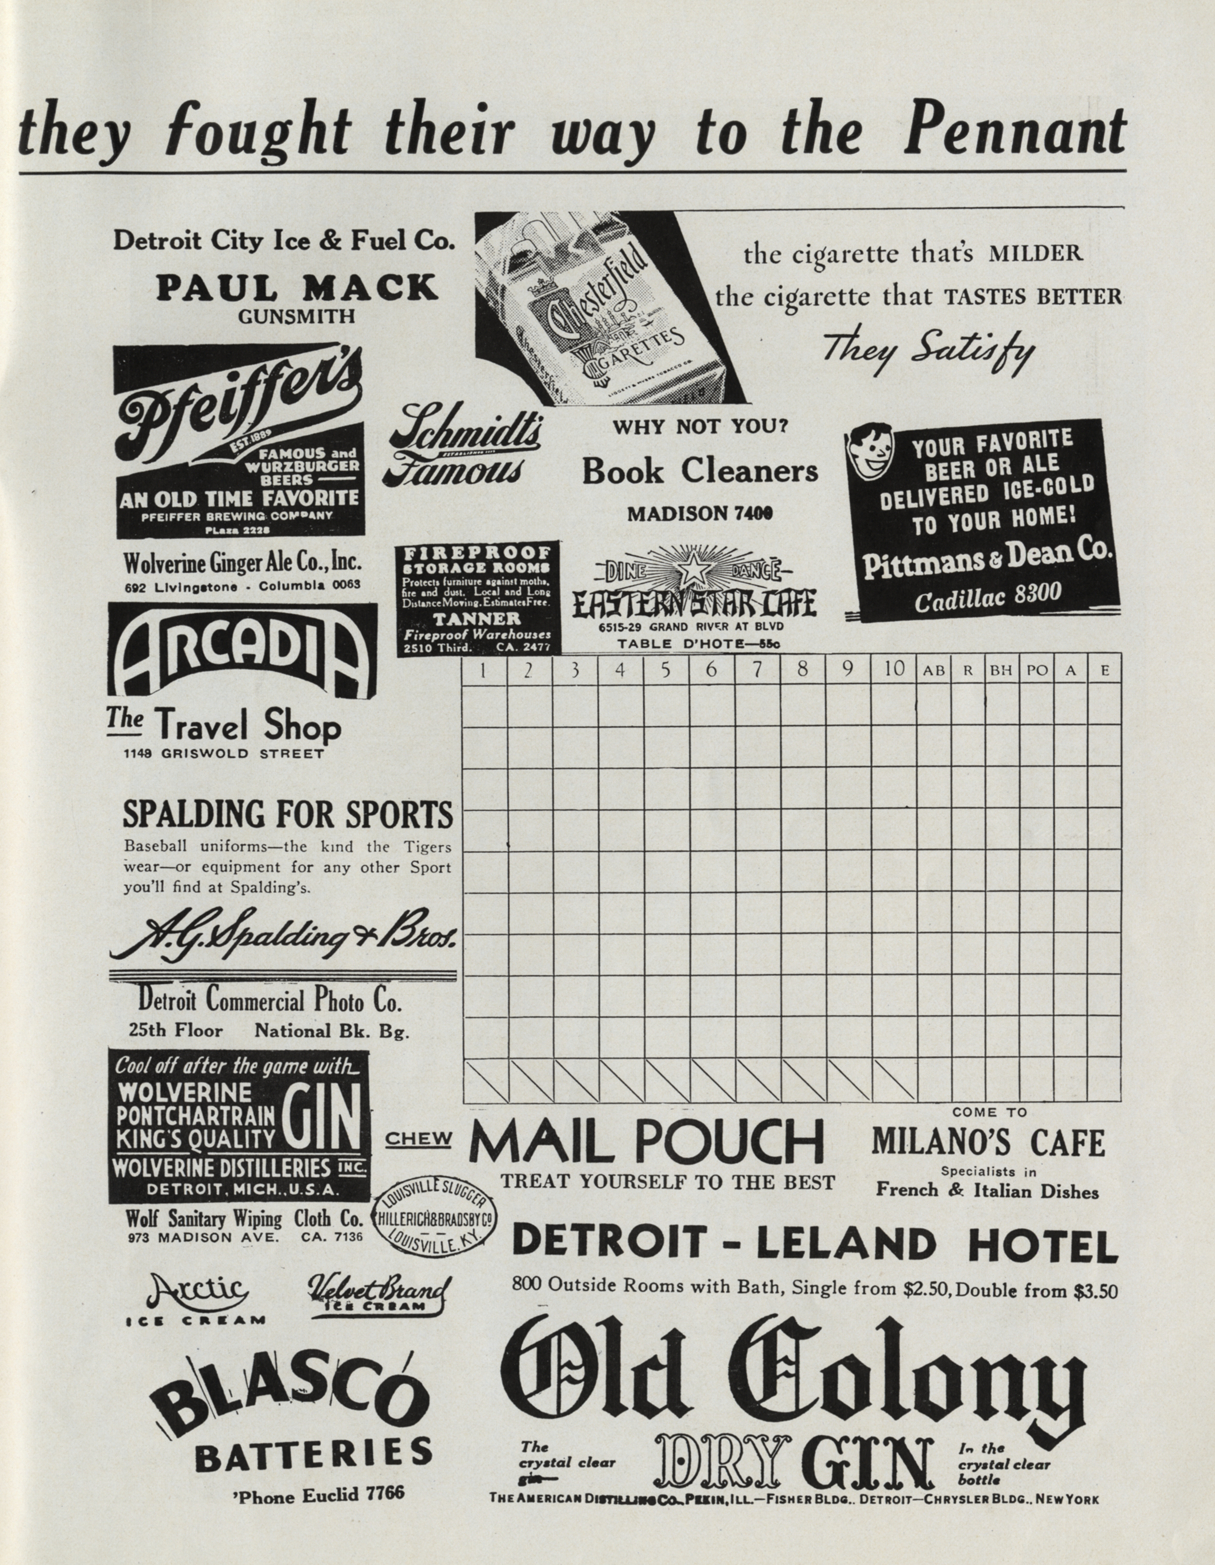 they fought their way to the Pennant
Detroit City Ice & Fuel Co.
PAUL MACK
GUNSMITH
Chesterfield
CIGARETTES
LIGGETT & MYERS TOBACCO CO.
the cigarette that's MILDER
the cigarette that TASTES BETTER
They Satisfy
Pfeiffer's
EST. 1889
FAMOUS and
WURZBURGER
BEERS
AN OLD TIME FAVORITE
PFEIFFER BREWING COMPANY
PLAZA 2228
Schmidt's
Famous
WHY NOT YOU?
Book Cleaners
MADISON 7400
YOUR FAVORITE
BEER OR ALE
DELIVERED ICE-COLD
TO YOUR HOME!
Pittmans & Dean Co.
Cadillac 8300
Wolverine Ginger Ale Co., Inc.
692 Livingstone - Columbia 0063
FIREPROOF
STORAGE ROOMS
Protects furniture against moths,
fire and dust. Local and Long
Distance Moving. Estimates Free.
TANNER
Fireproof Warehouses
2510 Third. CA. 2477
DINE DANCE
EASTERN STAR CAFE
6515-29 GRAND RIVER AT BLVD
TABLE D'HOTE—55c
ARCADIA
The Travel Shop
1148 GRISWOLD STREET
1 2 3 4 5 6 7 8 9 10 AB R BH PO A E
SPALDING FOR SPORTS
Baseball uniforms—the kind the Tigers
wear—or equipment for any other Sport
you'll find at Spalding's.
A.G. Spalding & Bros.
Detroit Commercial Photo Co.
25th Floor National Bk. Bg.
Cool off after the game with
WOLVERINE
PONTCHARTRAIN
KING'S QUALITY
GIN
WOLVERINE DISTILLERIES INC.
DETROIT, MICH., U.S.A.
CHEW MAIL POUCH
TREAT YOURSELF TO THE BEST
COME TO
MILANO'S CAFE
Specialists in
French & Italian Dishes
Wolf Sanitary Wiping Cloth Co.
973 MADISON AVE. CA. 7136
LOUISVILLE SLUGGER
HILLERICH & BRADSBY Co
LOUISVILLE. KY.
DETROIT - LELAND HOTEL
800 Outside Rooms with Bath, Single from $2.50, Double from $3.50
Arctic
ICE CREAM
Velvet Brand
ICE CREAM
BLASCO
BATTERIES
'Phone Euclid 7766
Old Colony
The
crystal clear
gin—
DRY GIN
In the
crystal clear
bottle
THE AMERICAN DISTILLING CO., PEKIN, ILL.—FISHER BLDG., DETROIT—CHRYSLER BLDG., NEW YORK